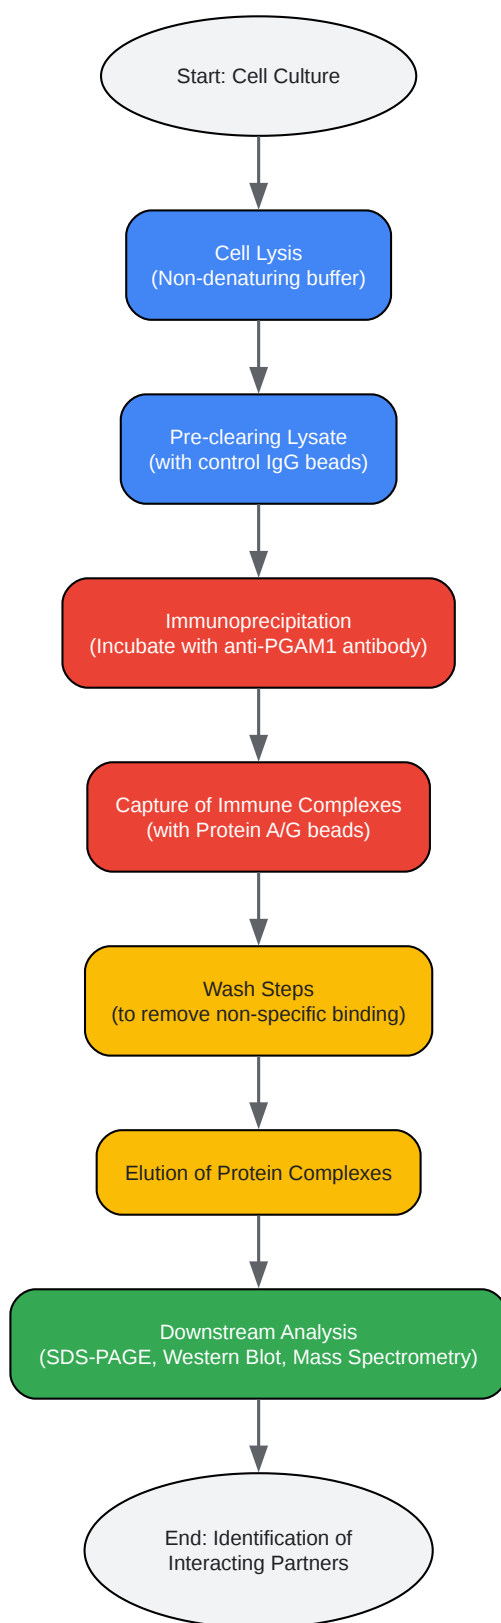 Start: Cell Culture
Cell Lysis
(Non-denaturing buffer)
Pre-clearing Lysate
(with control IgG beads)
Immunoprecipitation
(Incubate with anti-PGAM1 antibody)
Capture of Immune Complexes
(with Protein A/G beads)
Wash Steps
(to remove non-specific binding)
Elution of Protein Complexes
Downstream Analysis
(SDS-PAGE, Western Blot, Mass Spectrometry)
End: Identification of
Interacting Partners